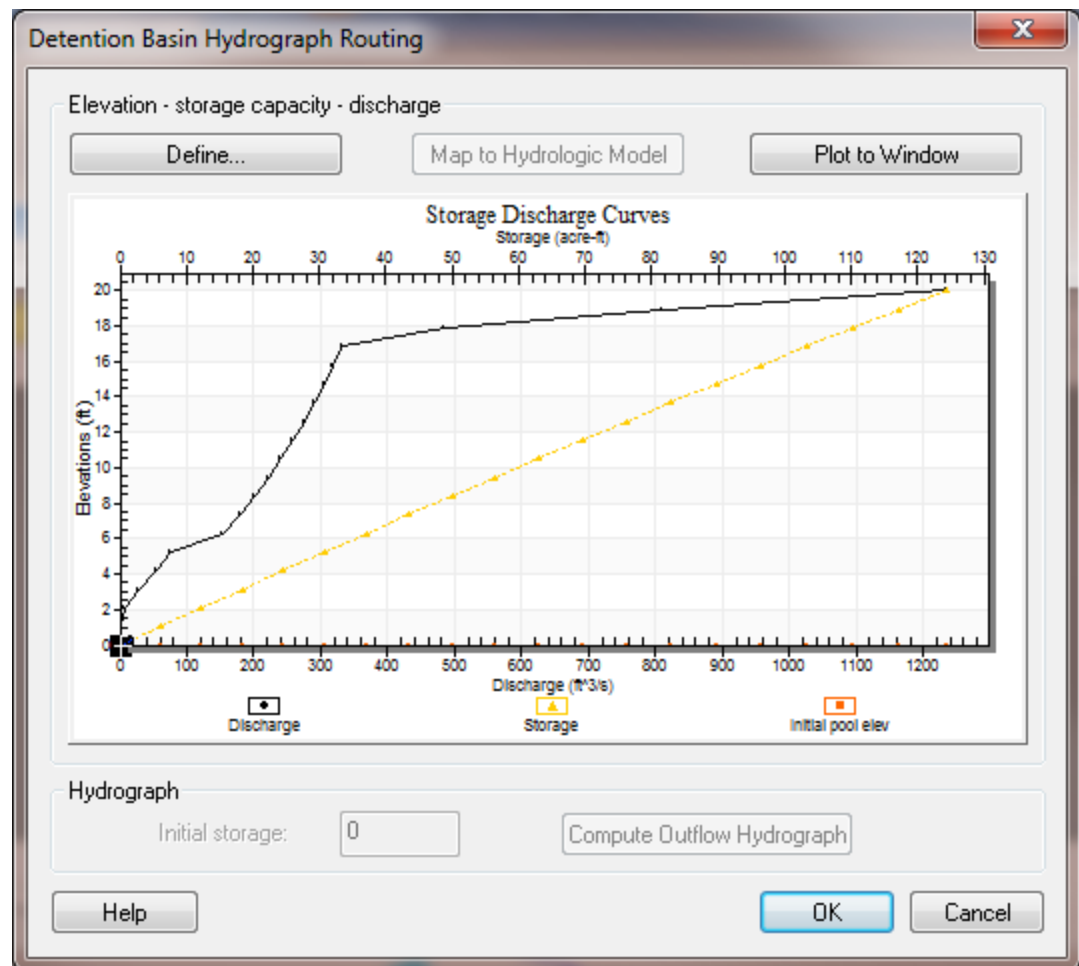 Detention Basin Hydrograph Routing
Elevation - storage capacity - discharge
Define... Map to Hydrologic Model Plot to Window
Storage Discharge Curves
Storage (acre-ft)
0 10 20 30 40 50 60 70 80 90 100 110 120 130
20
18
16
14
12
10
8
6
4
2
0
Elevations (ft)
0 100 200 300 400 500 600 700 800 900 1000 1100 1200
Discharge (ft^3/s)
Discharge Storage Initial pool elev
Hydrograph
Initial storage: 0 Compute Outflow Hydrograph
Help OK Cancel